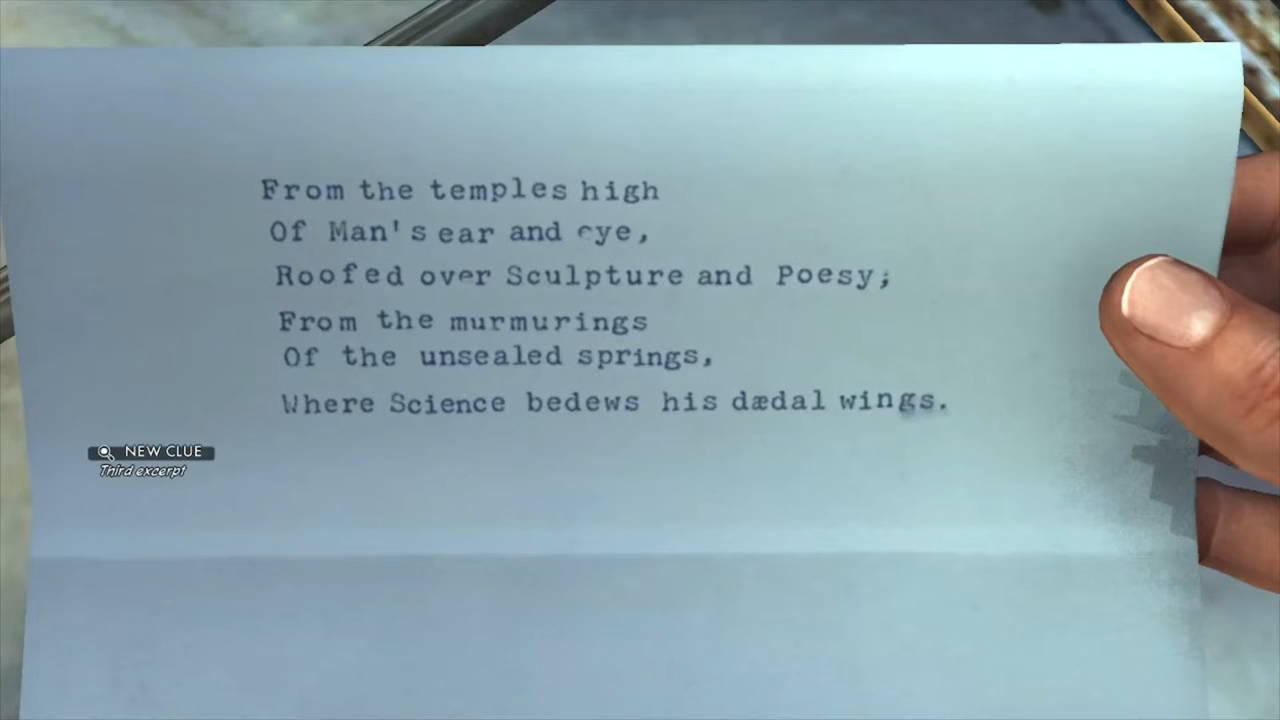 From the temples high
Of Man's ear and eye,
Roofed over Sculpture and Poesy;
From the murmurings
Of the unsealed springs,
Where Science bedews his dædal wings.
NEW CLUE
Third excerpt